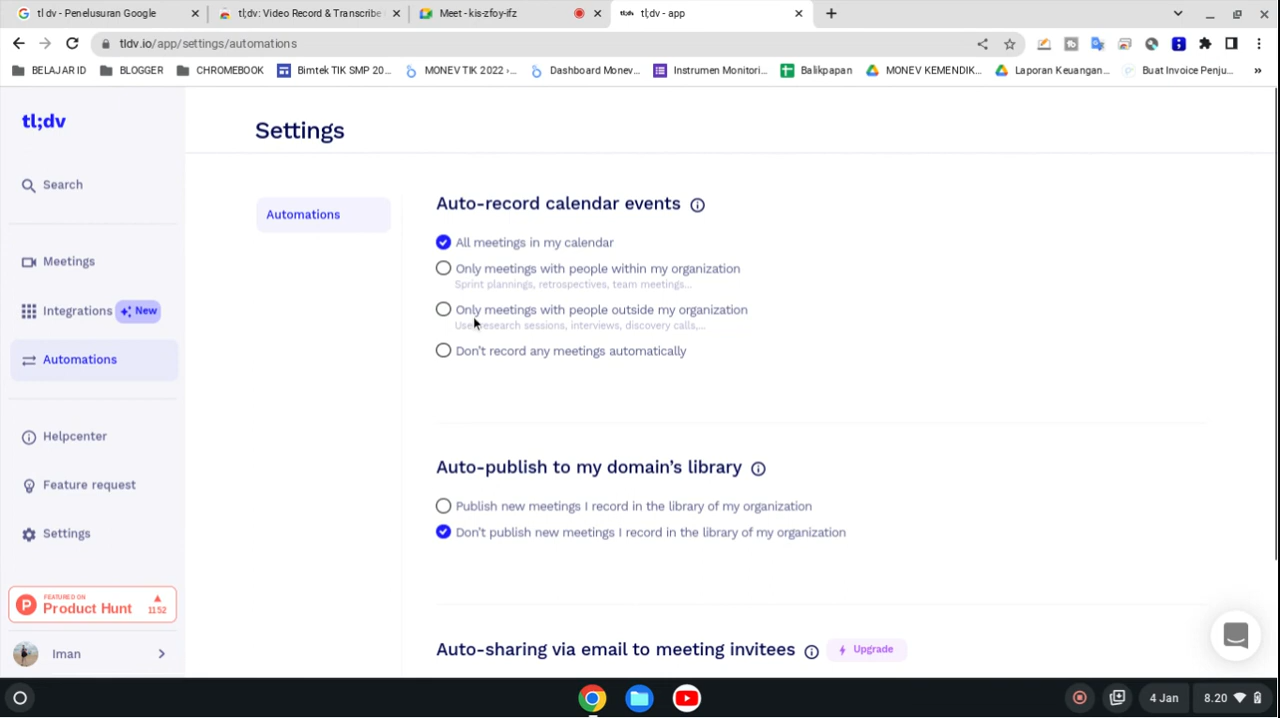 tl dv - Penelusuran Google
tl;dv: Video Record & Transcribe
Meet - kis-zfoy-ifz
tl;dv - app
tldv.io/app/settings/automations
BELAJAR ID
BLOGGER
CHROMEBOOK
Bimtek TIK SMP 20...
MONEV TIK 2022 ›...
Dashboard Monev...
Instrumen Monitori...
Balikpapan
MONEV KEMENDIK...
Laporan Keuangan...
Buat Invoice Penju...
»
tl;dv
Settings
Search
Automations
Auto-record calendar events
All meetings in my calendar
Only meetings with people within my organization
Sprint plannings, retrospectives, team meetings...
Only meetings with people outside my organization
research sessions, interviews, discovery calls,...
Don't record any meetings automatically
Meetings
Integrations New
Automations
Auto-publish to my domain's library
Publish new meetings I record in the library of my organization
Don't publish new meetings I record in the library of my organization
Helpcenter
Feature request
Settings
FEATURED ON
Product Hunt
1152
Auto-sharing via email to meeting invitees Upgrade
Iman
4 Jan
8.20